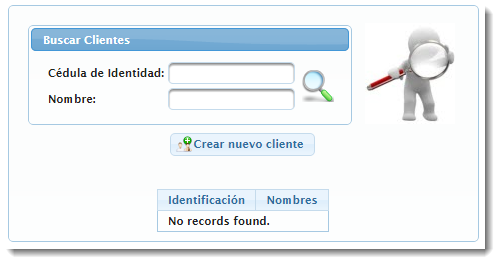 Buscar Clientes
Cédula de Identidad:
Nombre:
Crear nuevo cliente
Identificación Nombres
No records found.